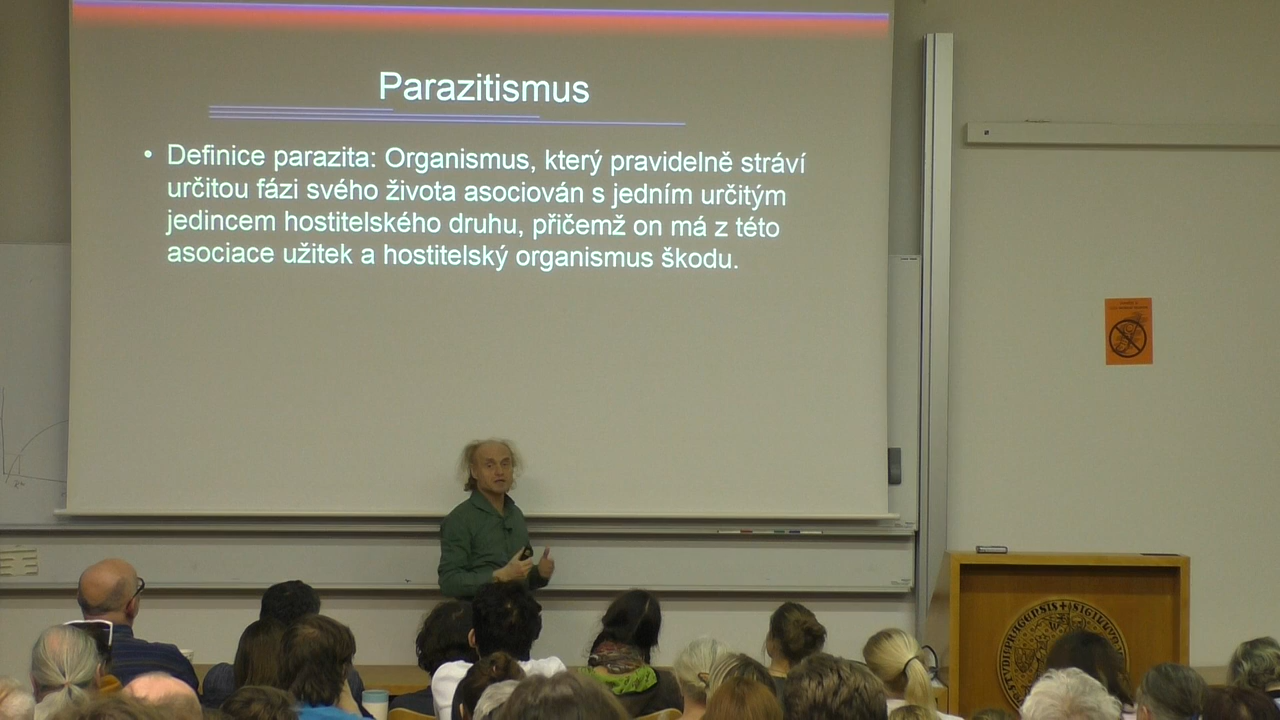 Parazitismus
• Definice parazita: Organismus, který pravidelně stráví
určitou fázi svého života asociován s jedním určitým
jedincem hostitelského druhu, přičemž on má z této
asociace užitek a hostitelský organismus škodu.